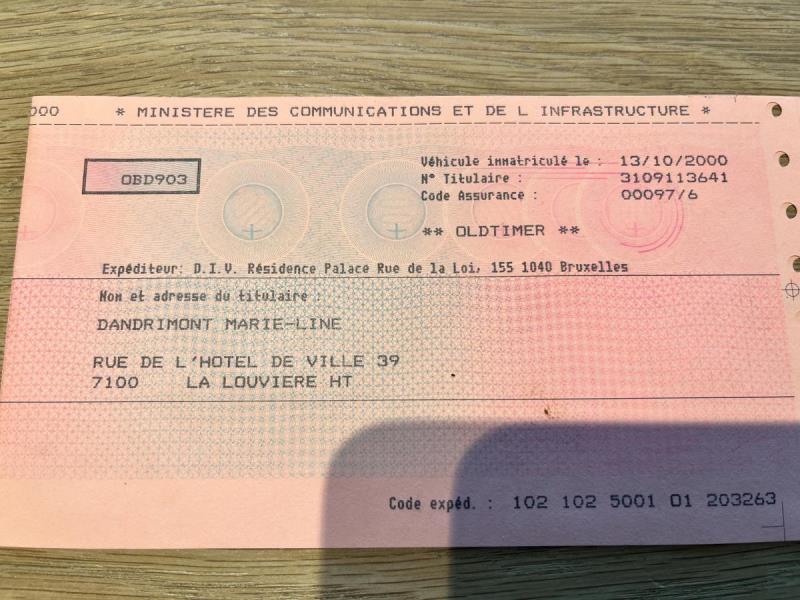 000 * MINISTERE DES COMMUNICATIONS ET DE L INFRASTRUCTURE *
OBD903
Véhicule immatriculé le : 13/10/2000
N° Titulaire : 3109113641
Code Assurance : 00097/6
** OLDTIMER **
Expéditeur: D.I.V. Résidence Palace Rue de la Loi, 155 1040 Bruxelles
Nom et adresse du titulaire :
DANDRIMONT MARIE-LINE
RUE DE L'HOTEL DE VILLE 39
7100 LA LOUVIERE HT
Code expéd. : 102 102 5001 01 203263